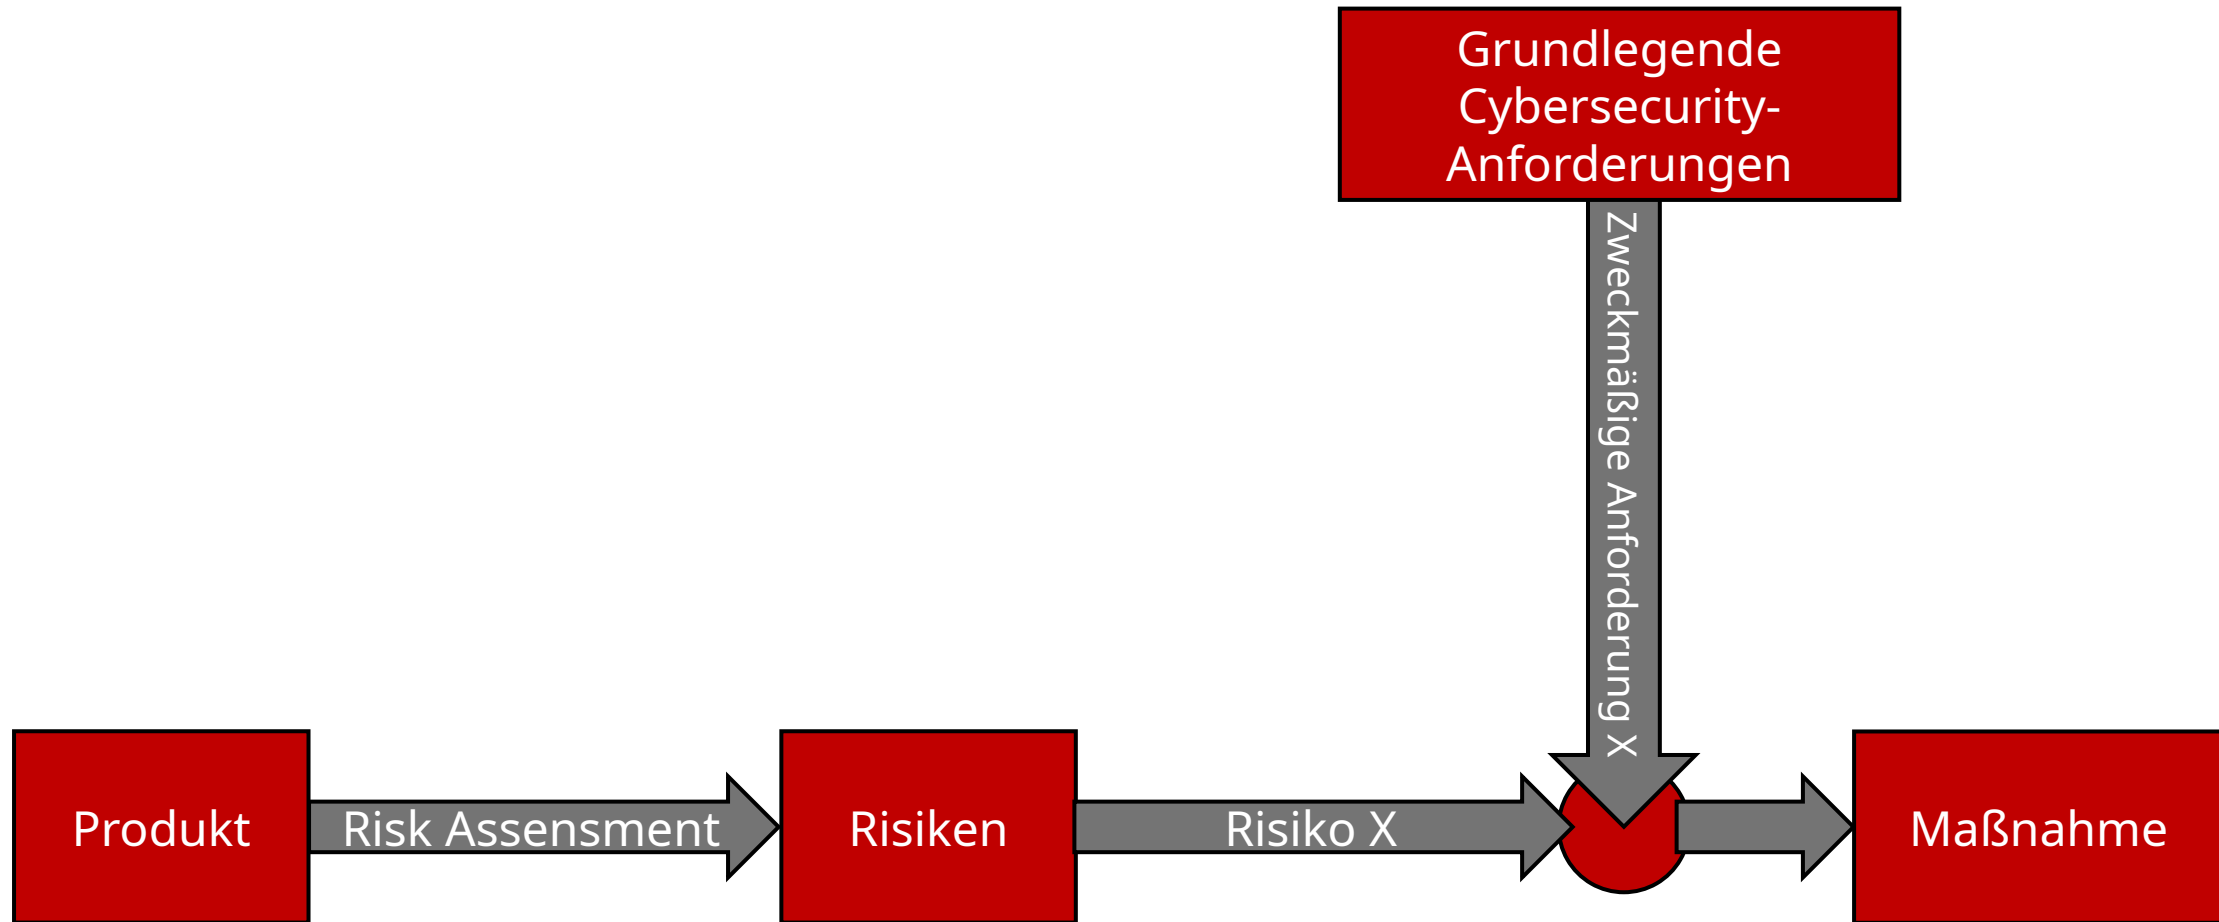 Grundlegende
Cybersecurity-
Anforderungen
Zweckmäßige Anforderung X
Produkt
Risk Assensment
Risiken
Risiko X
Maßnahme